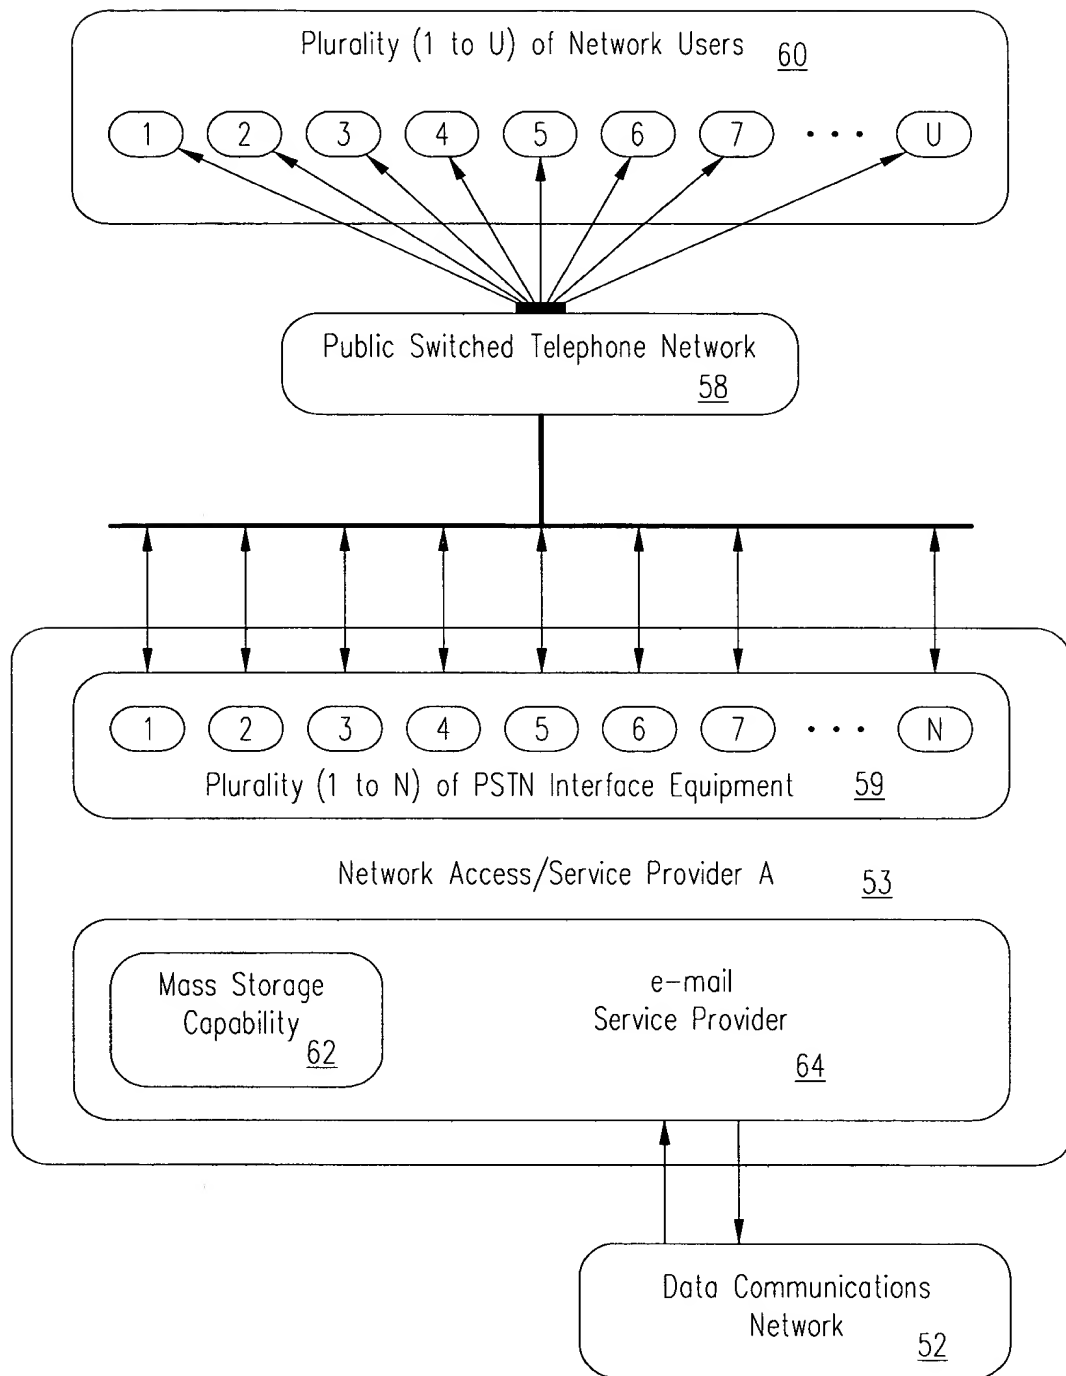 Plurality (1 to U) of Network Users 60
1 2 3 4 5 6 7 ... U
Public Switched Telephone Network
58
1 2 3 4 5 6 7 ... N
Plurality (1 to N) of PSTN Interface Equipment 59
Network Access/Service Provider A 53
Mass Storage
Capability
62
e-mail
Service Provider
64
Data Communications
Network
52